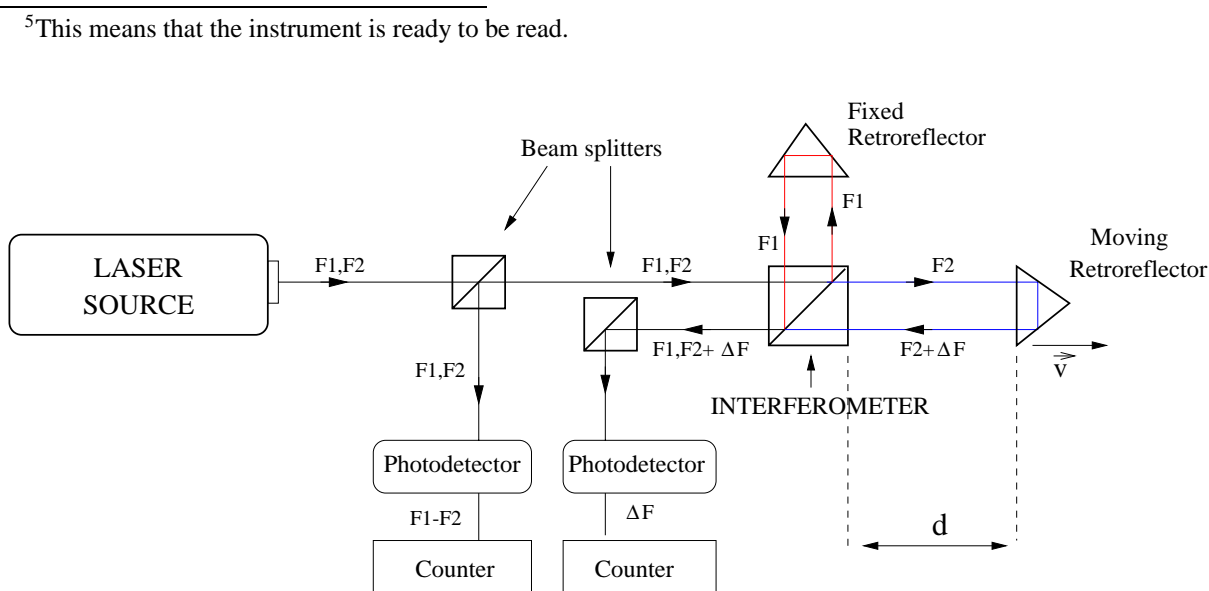 5This means that the instrument is ready to be read.
Fixed
Retroreflector
Beam splitters
F1
F1
Moving
Retroreflector
LASER
SOURCE
F1,F2
F1,F2
F2
F1,F2+ ΔF
F2+ΔF
v
F1,F2
INTERFEROMETER
Photodetector
Photodetector
F1-F2
ΔF
d
Counter
Counter